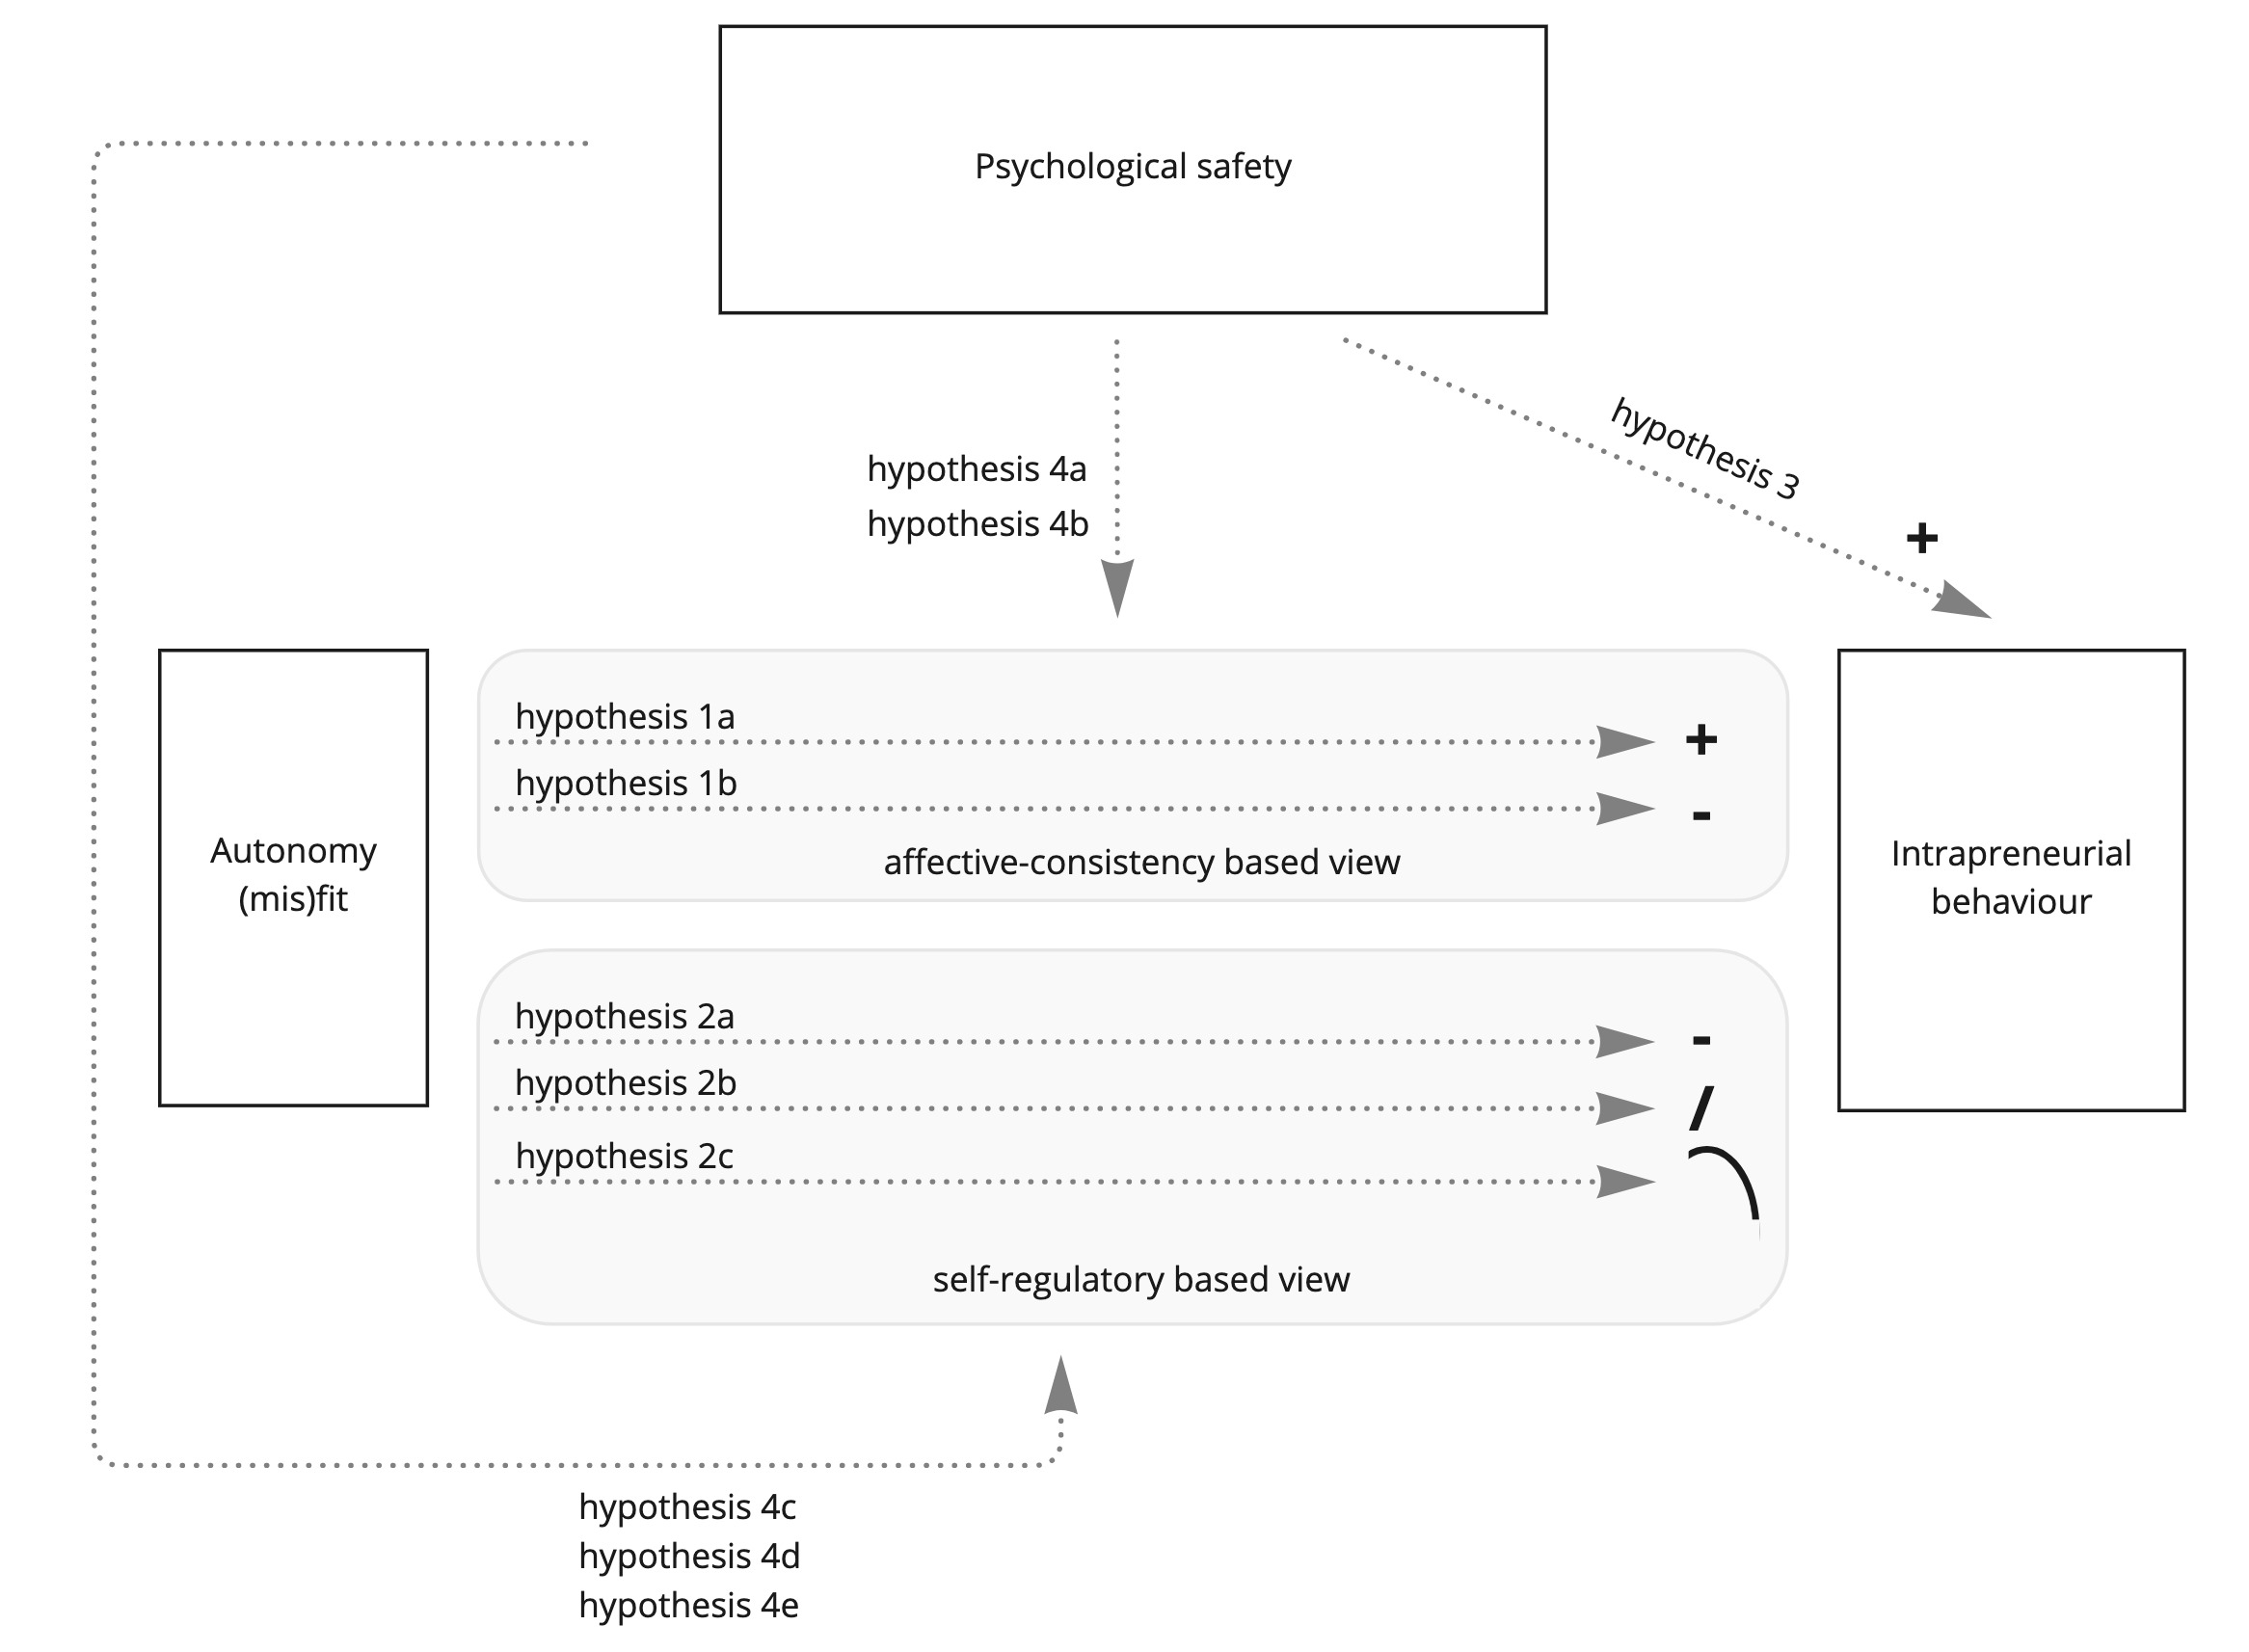 Psychological safety
hypothesis 4a
hypothesis 4b
hypothesis 3
+
Autonomy
(mis)fit
hypothesis 1a
+
hypothesis 1b
-
affective-consistency based view
Intrapreneurial
behaviour
hypothesis 2a
-
hypothesis 2b
/
hypothesis 2c
self-regulatory based view
hypothesis 4c
hypothesis 4d
hypothesis 4e